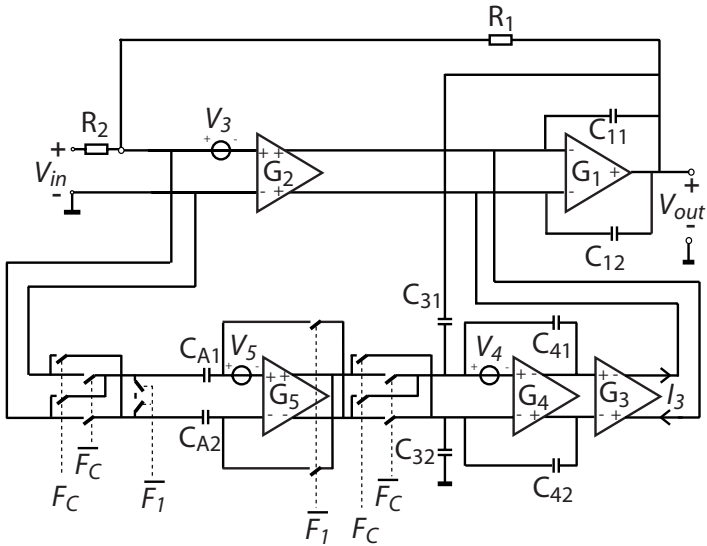 R1
R2
V3
+ -
C11
+
Vin
-
+ +
G2
- +
-
G1
+
-
+
Vout
-
C12
C31
CA1
V5
+ -
V4
+ -
C41
+ +
G5
- -
+ -
G4
- +
+ -
G3
- +
I3
CA2
C32
C42
FC
F̅C
F̅1
F̅1
FC
F̅C